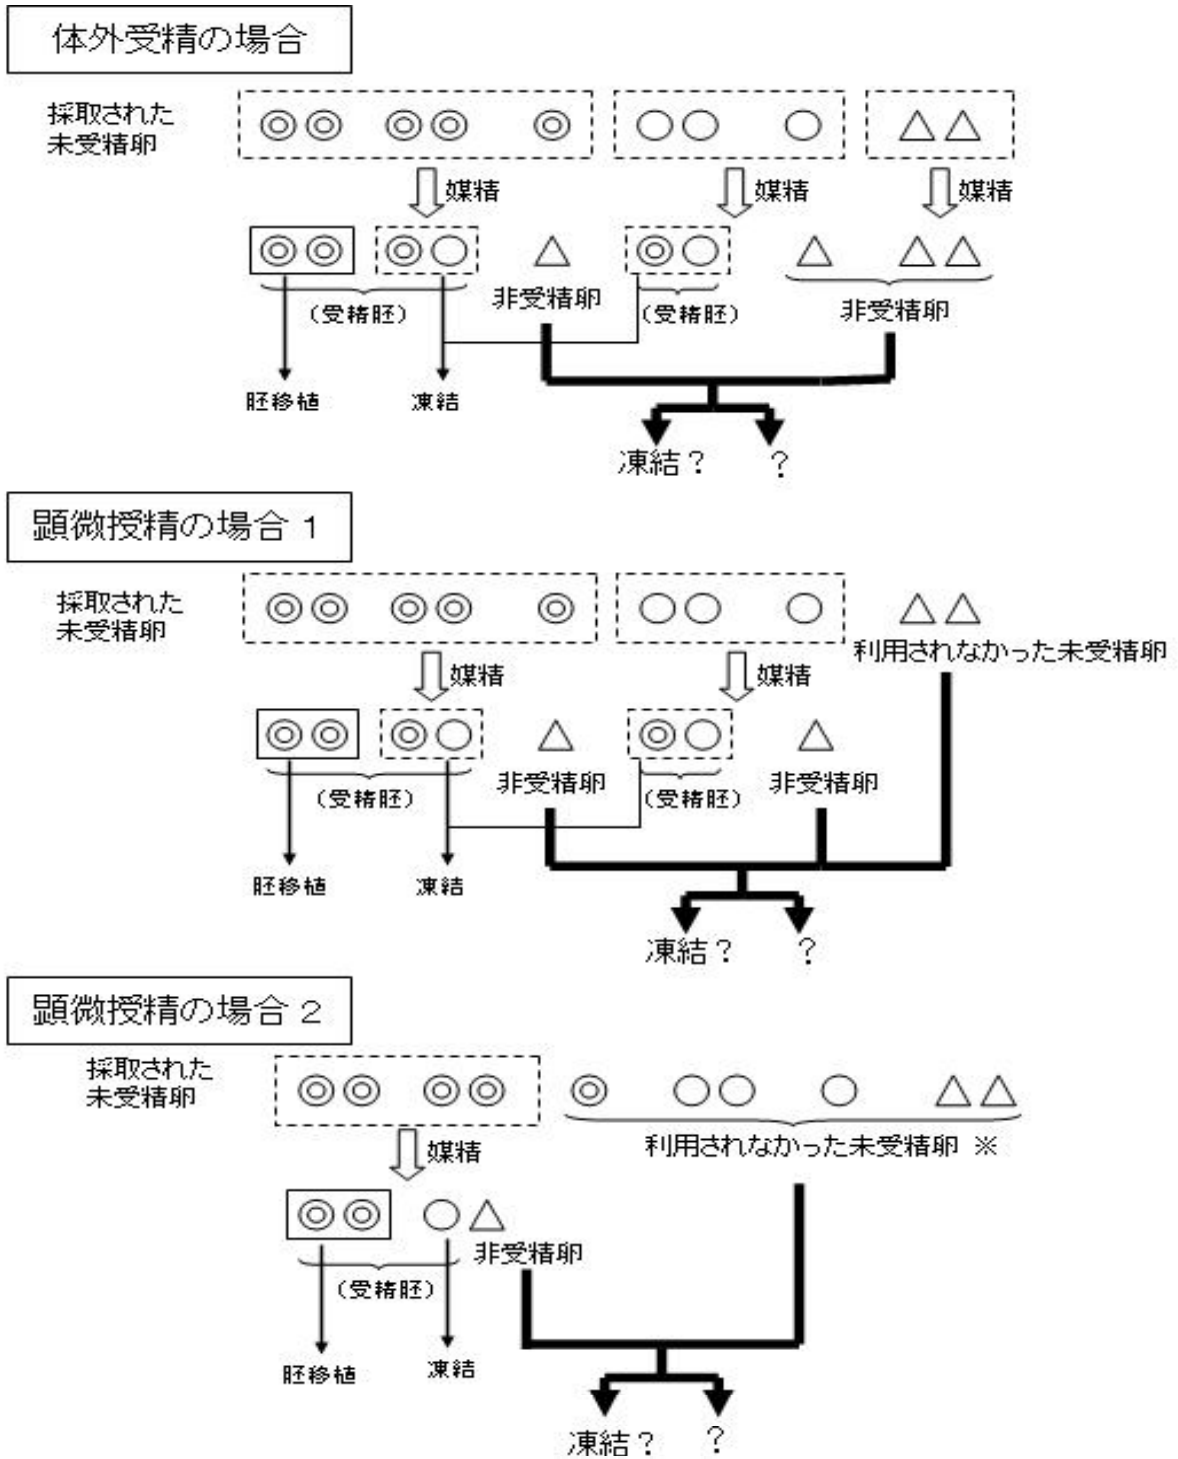 体外受精の場合
採取された
未受精卵
媒精
媒精
媒精
(受精胚)
非受精卵
(受精胚)
非受精卵
胚移植
凍結
凍結?
?
顕微授精の場合 1
採取された
未受精卵
利用されなかった未受精卵
媒精
媒精
(受精胚)
非受精卵
(受精胚)
非受精卵
胚移植
凍結
凍結?
?
顕微授精の場合 2
採取された
未受精卵
利用されなかった未受精卵 ※
媒精
非受精卵
(受精胚)
胚移植
凍結
凍結?
?